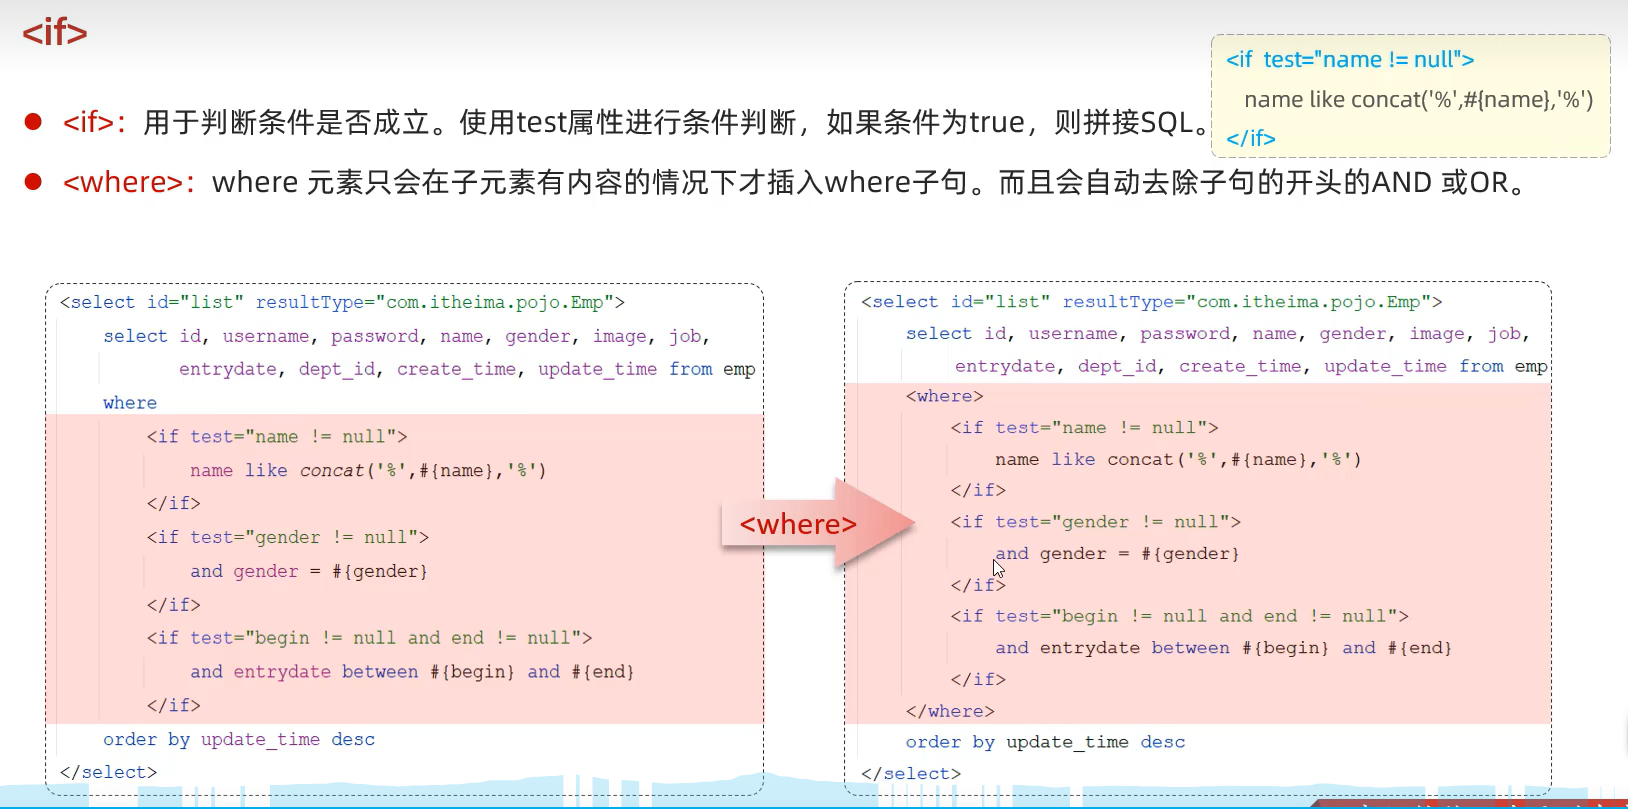 <if>
<if test="name != null">
name like concat('%',#{name},'%')
</if>
<if>：用于判断条件是否成立。使用test属性进行条件判断，如果条件为true，则拼接SQL。
<where>：where 元素只会在子元素有内容的情况下才插入where子句。而且会自动去除子句的开头的AND 或OR。
<select id="list" resultType="com.itheima.pojo.Emp">
select id, username, password, name, gender, image, job,
entrydate, dept_id, create_time, update_time from emp
where
<if test="name != null">
name like concat('%',#{name},'%')
</if>
<if test="gender != null">
and gender = #{gender}
</if>
<if test="begin != null and end != null">
and entrydate between #{begin} and #{end}
</if>
order by update_time desc
</select>
<where>
<select id="list" resultType="com.itheima.pojo.Emp">
select id, username, password, name, gender, image, job,
entrydate, dept_id, create_time, update_time from emp
<where>
<if test="name != null">
name like concat('%',#{name},'%')
</if>
<if test="gender != null">
and gender = #{gender}
</if>
<if test="begin != null and end != null">
and entrydate between #{begin} and #{end}
</if>
</where>
order by update_time desc
</select>